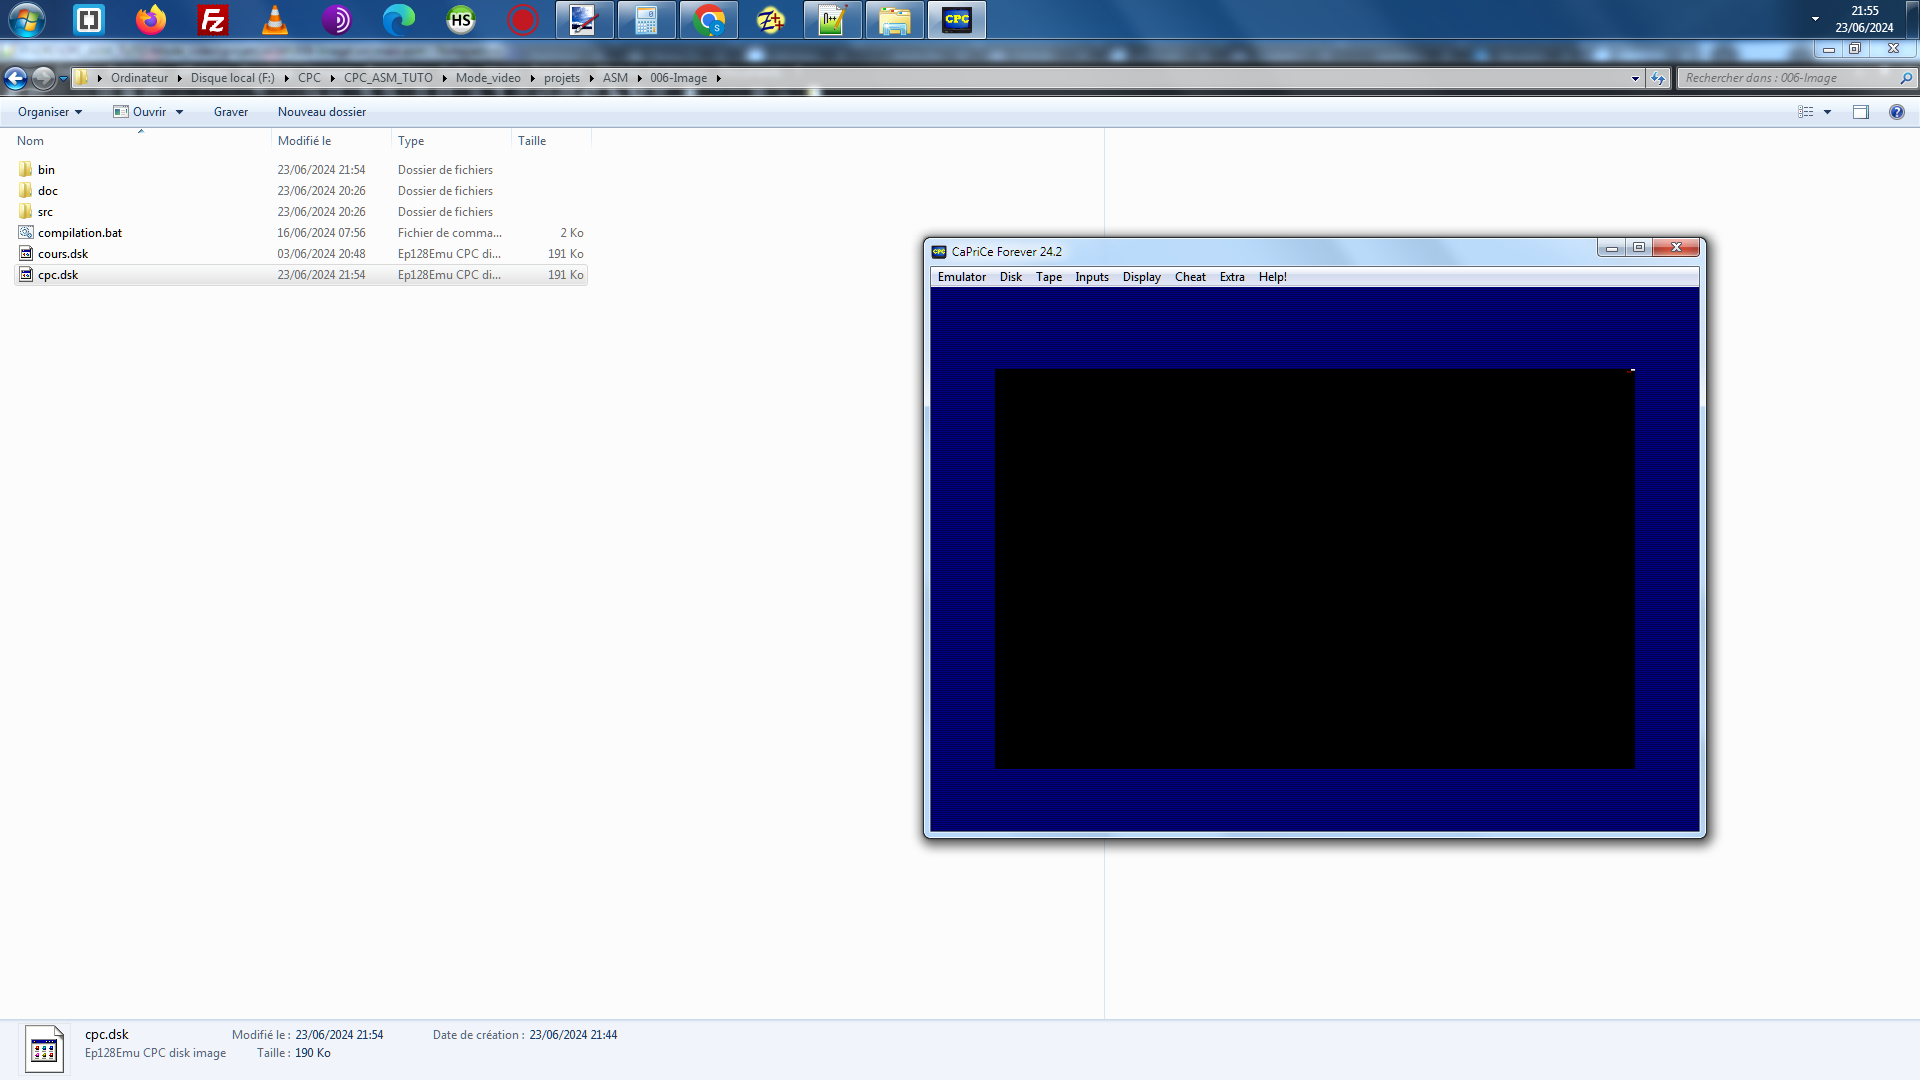 HS
N++
CPC
21:55
23/06/2024
Ordinateur Disque local (F:) CPC CPC_ASM_TUTO Mode_video projets ASM 006-Image
Rechercher dans : 006-Image
Organiser Ouvrir Graver Nouveau dossier
Nom Modifié le Type Taille
bin 23/06/2024 21:54 Dossier de fichiers
doc 23/06/2024 20:26 Dossier de fichiers
src 23/06/2024 20:26 Dossier de fichiers
compilation.bat 16/06/2024 07:56 Fichier de comma... 2 Ko
cours.dsk 03/06/2024 20:48 Ep128Emu CPC di... 191 Ko
cpc.dsk 23/06/2024 21:54 Ep128Emu CPC di... 191 Ko
CPC CaPriCe Forever 24.2
Emulator Disk Tape Inputs Display Cheat Extra Help!
cpc.dsk Modifié le : 23/06/2024 21:54 Date de création : 23/06/2024 21:44
Ep128Emu CPC disk image Taille : 190 Ko